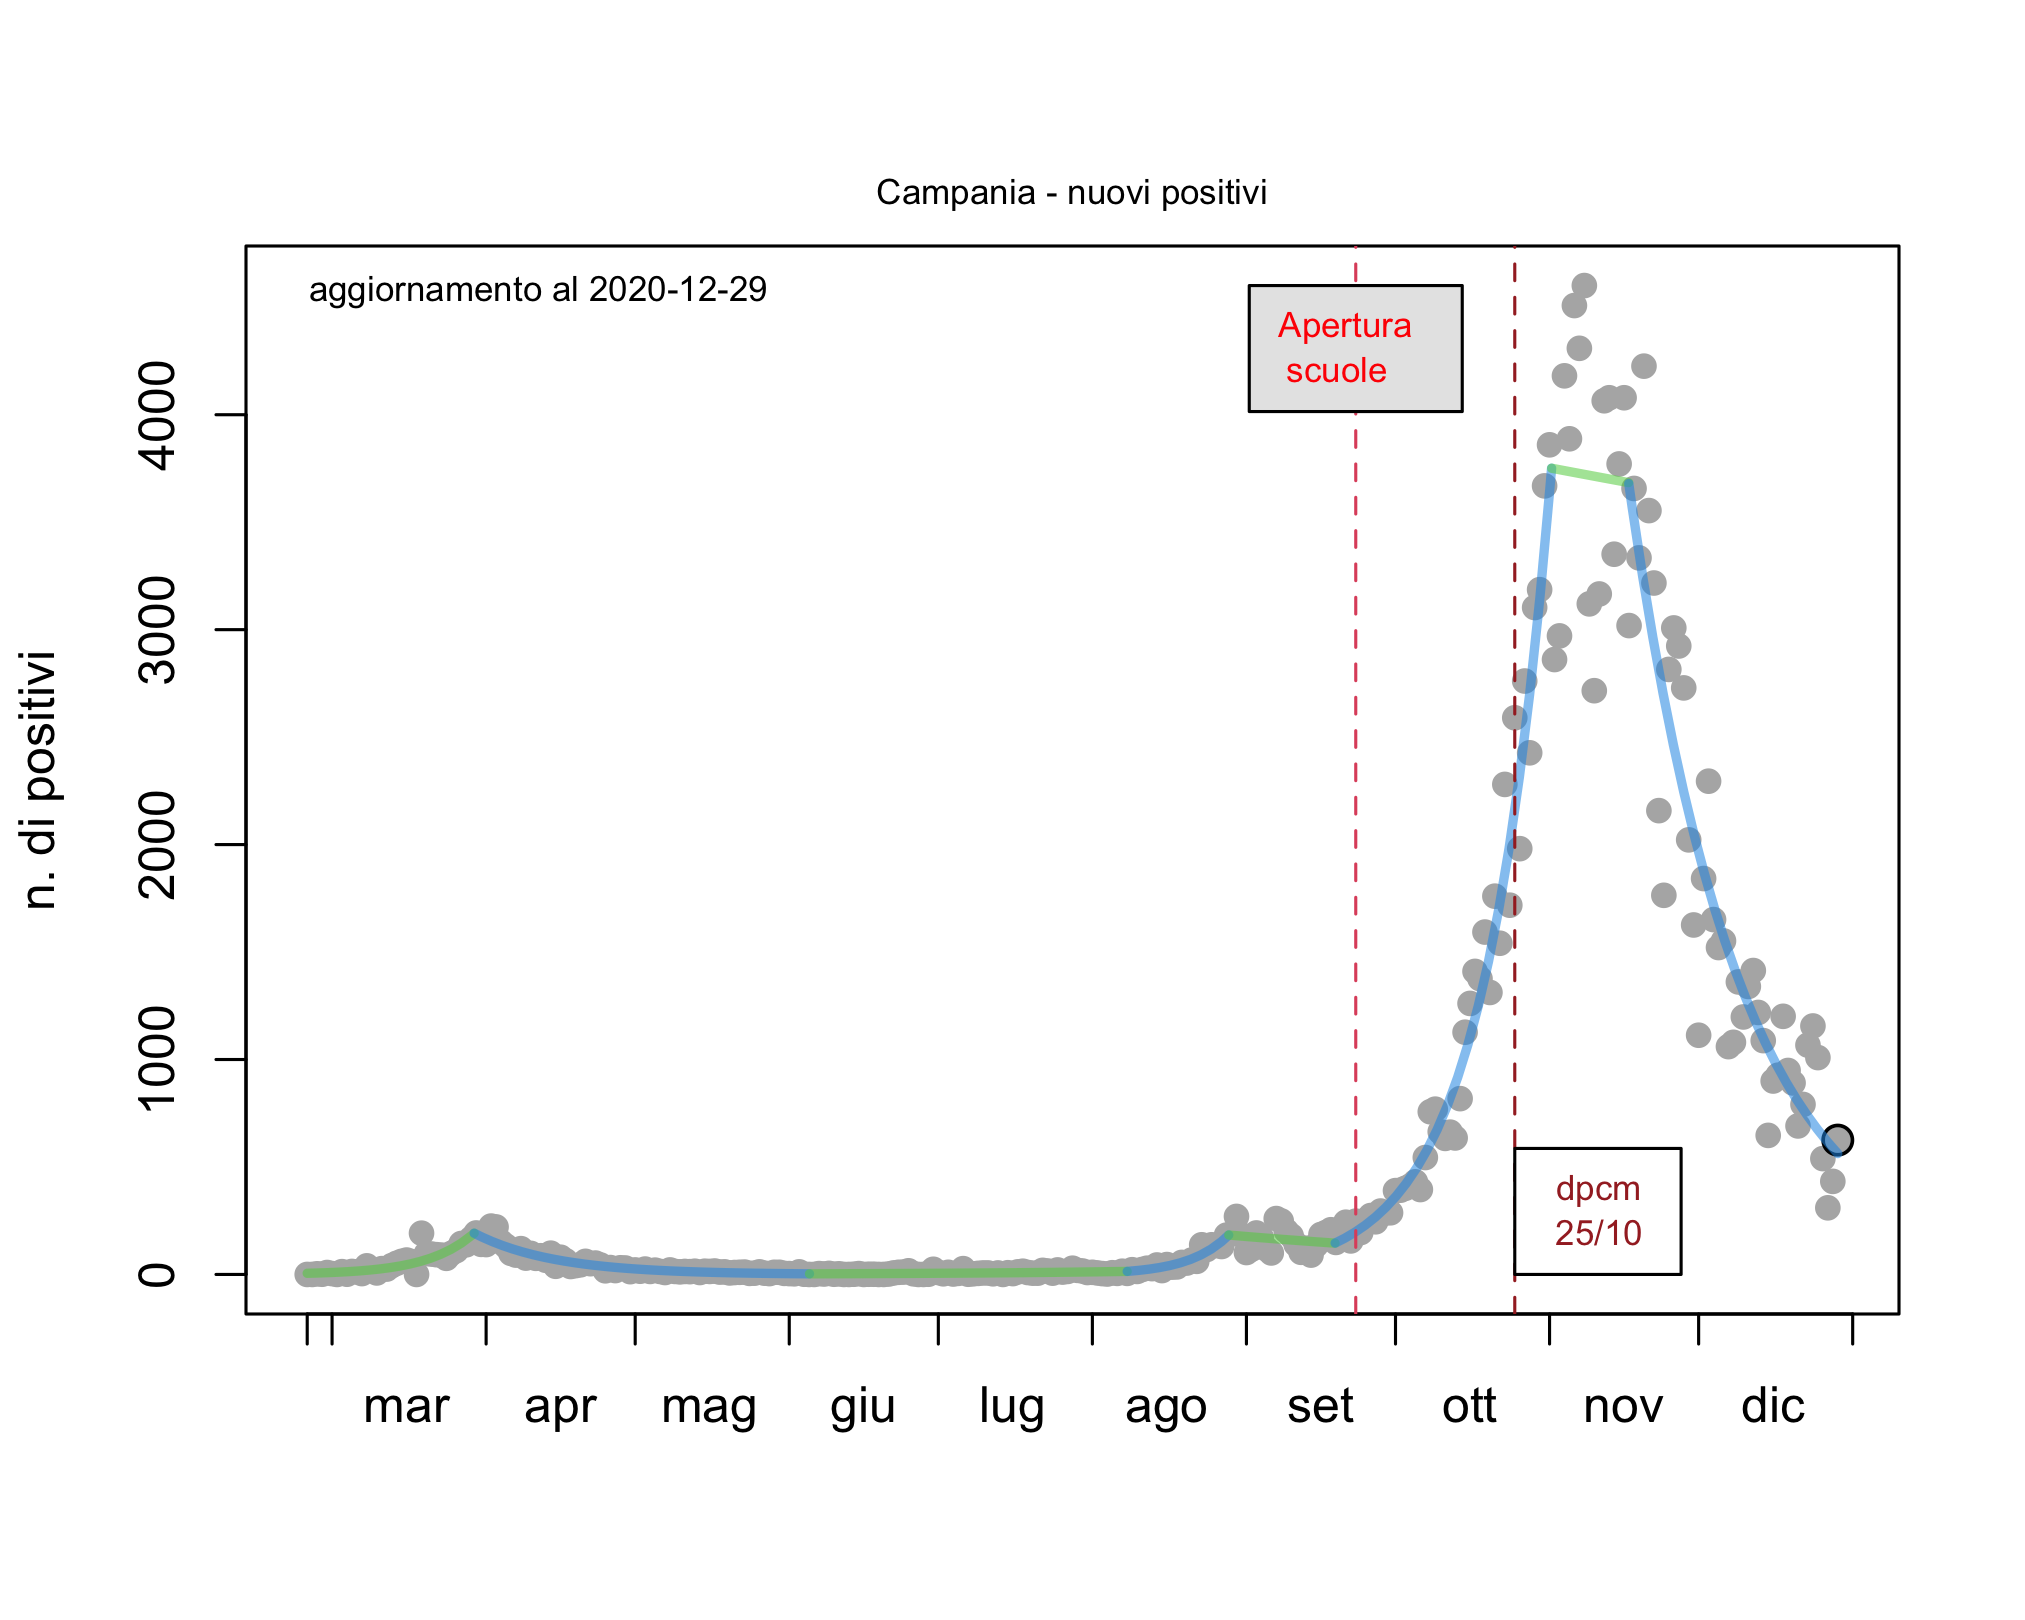 Campania - nuovi positivi
aggiornamento al 2020-12-29
Apertura
scuole
n. di positivi
4000
3000
2000
1000
0
dpcm
25/10
mar apr mag giu lug ago set ott nov dic